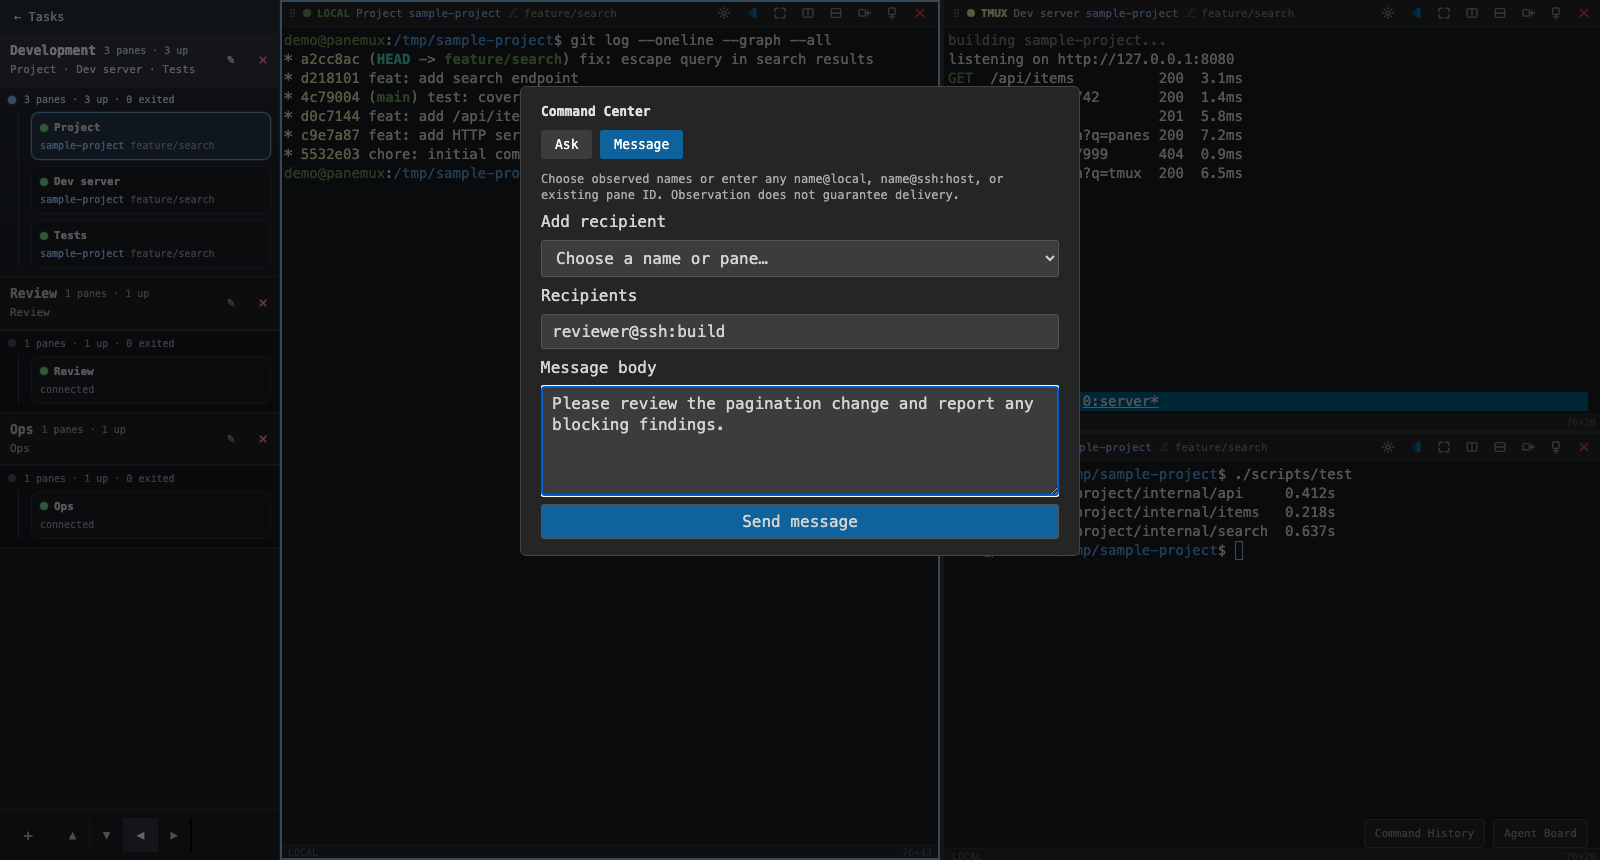 ← Tasks
Development 3 panes · 3 up
Project · Dev server · Tests
3 panes · 3 up · 0 exited
Project
sample-project feature/search
Dev server
sample-project feature/search
Tests
sample-project feature/search
Review 1 panes · 1 up
Review
1 panes · 1 up · 0 exited
Review
connected
Ops 1 panes · 1 up
Ops
1 panes · 1 up · 0 exited
Ops
connected
LOCAL Project sample-project feature/search
demo@panemux:/tmp/sample-project$ git log --oneline --graph --all
* a2cc8ac (HEAD -> feature/search) fix: escape query in search results
* d218101 feat: add search endpoint
* 4c79004 (main) test: cover
* d0c7144 feat: add /api/ite
* c9e7a87 feat: add HTTP ser
* 5532e03 chore: initial com
demo@panemux:/tmp/sample-pro
LOCAL 76×43
Command Center
Ask
Message
Choose observed names or enter any name@local, name@ssh:host, or
existing pane ID. Observation does not guarantee delivery.
Add recipient
Choose a name or pane…
Recipients
reviewer@ssh:build
Message body
Please review the pagination change and report any
blocking findings.
Send message
TMUX Dev server sample-project feature/search
building sample-project...
listening on http://127.0.0.1:8080
GET /api/items 200 3.1ms
/42 200 1.4ms
201 5.8ms
?q=panes 200 7.2ms
/999 404 0.9ms
?q=tmux 200 6.5ms
0:server*
76×20
ple-project feature/search
mp/sample-project$ ./scripts/test
project/internal/api 0.412s
project/internal/items 0.218s
project/internal/search 0.637s
mp/sample-project$
Command History
Agent Board
LOCAL 76×20